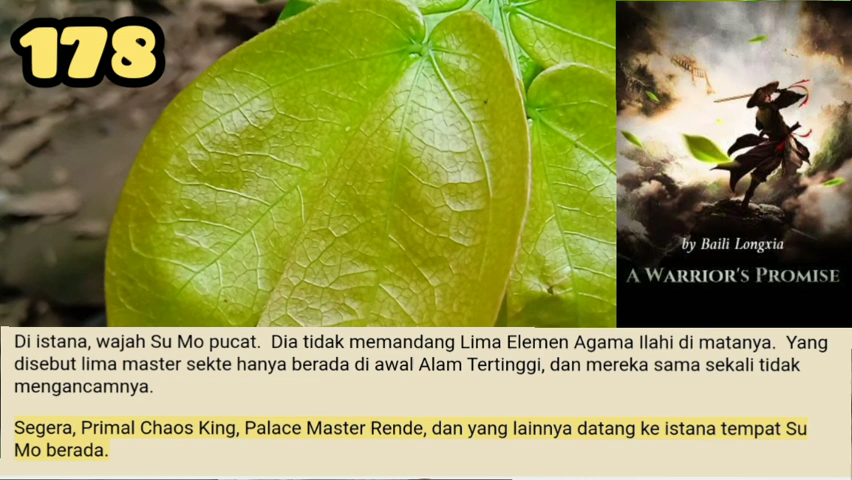 178
by Baili Longxia
A WARRIOR'S PROMISE
Di istana, wajah Su Mo pucat. Dia tidak memandang Lima Elemen Agama Ilahi di matanya. Yang
disebut lima master sekte hanya berada di awal Alam Tertinggi, dan mereka sama sekali tidak
mengancamnya.
Segera, Primal Chaos King, Palace Master Rende, dan yang lainnya datang ke istana tempat Su
Mo berada.